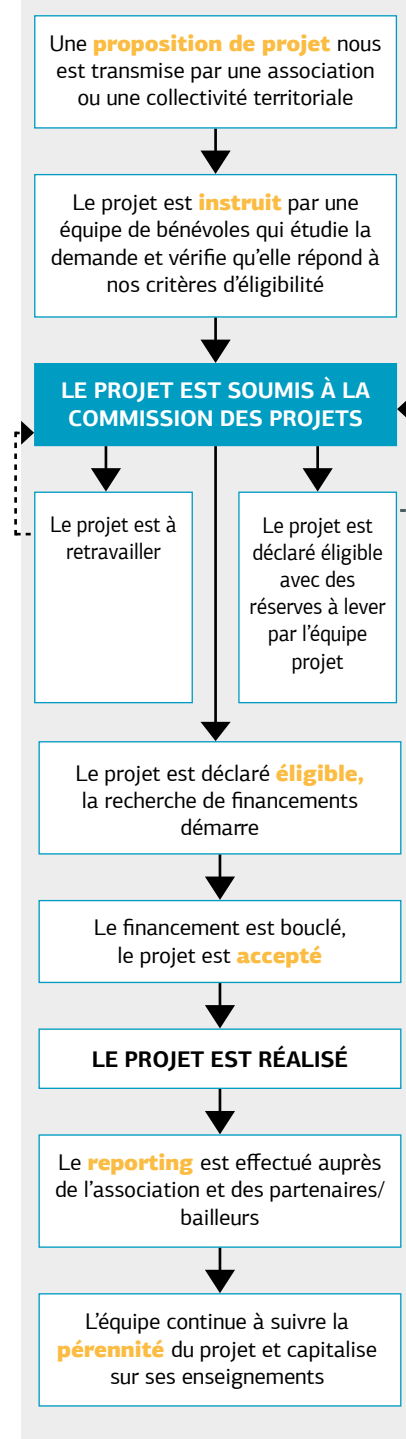 Une proposition de projet nous
est transmise par une association
ou une collectivité territoriale
Le projet est instruit par une
équipe de bénévoles qui étudie la
demande et vérifie qu'elle répond à
nos critères d'éligibilité
LE PROJET EST SOUMIS À LA
COMMISSION DES PROJETS
Le projet est à
retravailler
Le projet est
déclaré éligible
avec des
réserves à lever
par l'équipe
projet
Le projet est déclaré éligible,
la recherche de financements
démarre
Le financement est bouclé,
le projet est accepté
LE PROJET EST RÉALISÉ
Le reporting est effectué auprès
de l'association et des partenaires/
bailleurs
L'équipe continue à suivre la
pérennité du projet et capitalise
sur ses enseignements